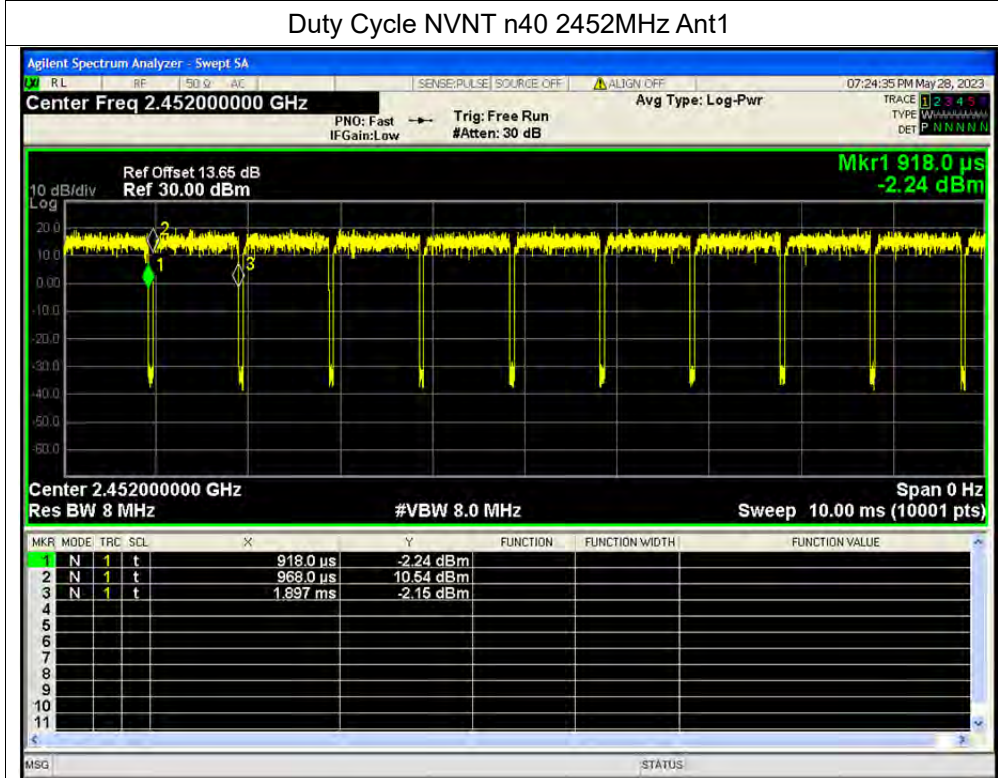 Duty Cycle NVNT n40 2452MHz Ant1
Agilent Spectrum Analyzer - Swept SA
RL RF 50 Ω AC SENSE:PULSE SOURCE OFF ALIGN OFF 07:24:35 PM May 28, 2023
Center Freq 2.452000000 GHz Avg Type: Log-Pwr TRACE 1 2 3 4 5 6
PNO: Fast Trig: Free Run TYPE W
IFGain:Low #Atten: 30 dB DET P N N N N N
Mkr1 918.0 µs
Ref Offset 13.65 dB
10 dB/div Ref 30.00 dBm -2.24 dBm
Log
20.0
10.0
0.00
-10.0
-20.0
-30.0
-40.0
-50.0
-60.0
1
2
3
Center 2.452000000 GHz Span 0 Hz
Res BW 8 MHz #VBW 8.0 MHz Sweep 10.00 ms (10001 pts)
MKR MODE TRC SCL X Y FUNCTION FUNCTION WIDTH FUNCTION VALUE
1 N 1 t 918.0 µs -2.24 dBm
2 N 1 t 968.0 µs 10.54 dBm
3 N 1 t 1.897 ms -2.15 dBm
4
5
6
7
8
9
10
11
MSG STATUS